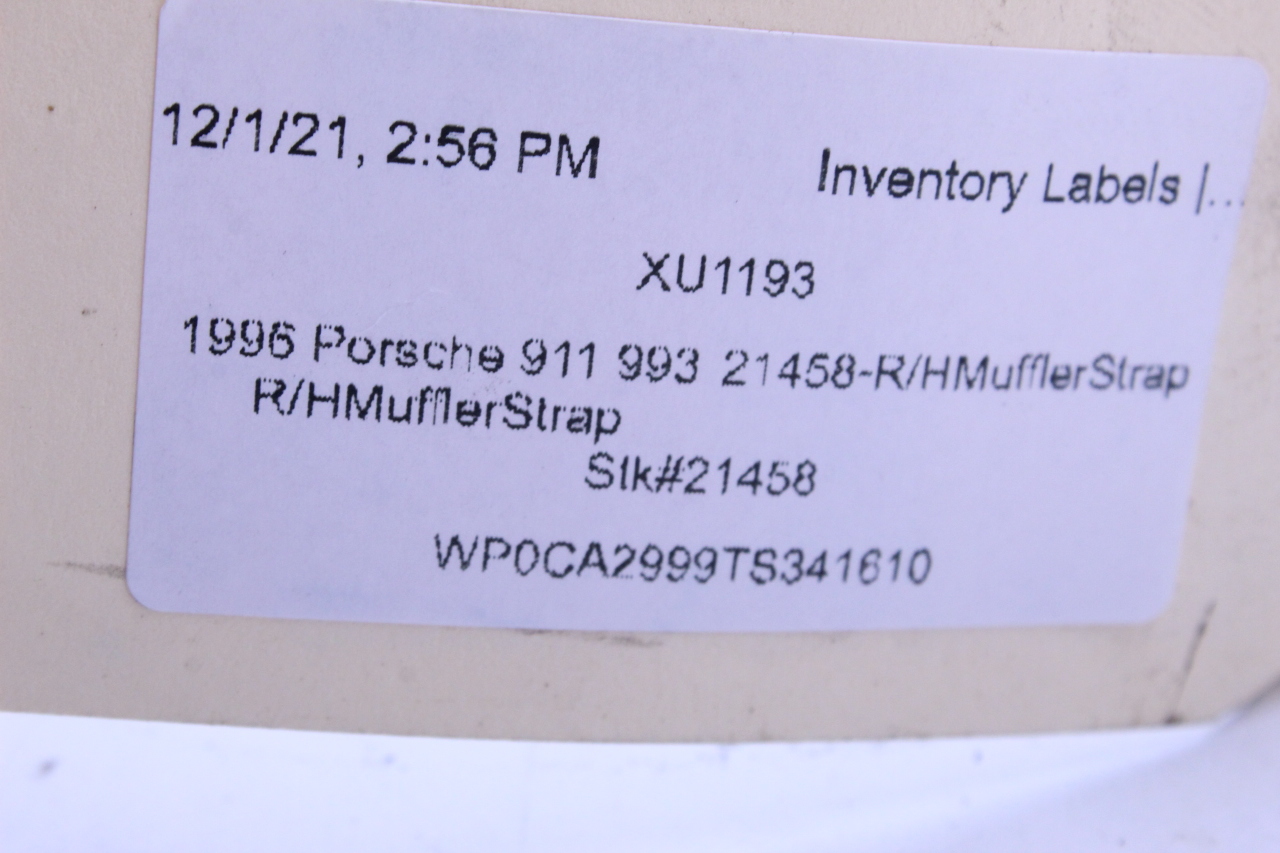 12/1/21, 2:56 PM
Inventory Labels |...
XU1193
1996 Porsche 911 993 21458-R/HMufflerStrap
R/HMufflerStrap
Stk#21458
WP0CA2999TS341610